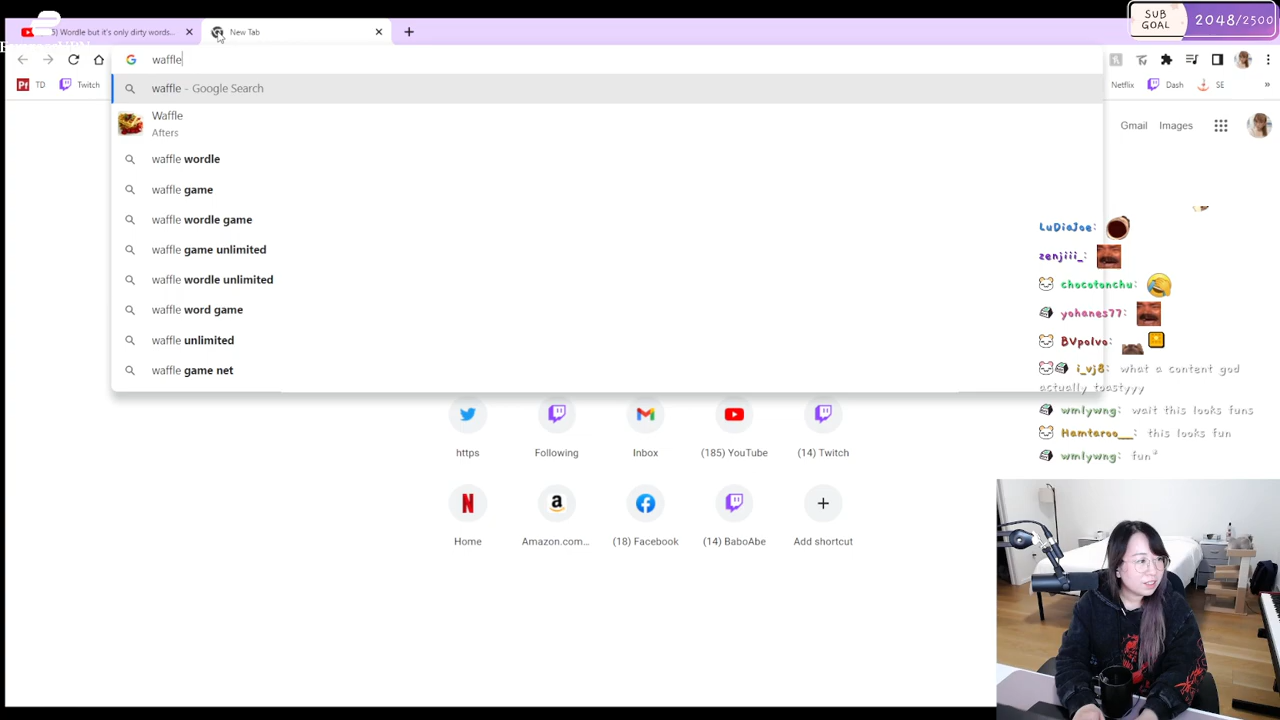 ) Wordle but it's only dirty words...
New Tab
SUB
GOAL
2048/2500
waffle
TD
Twitch
Netflix
Dash
SE
»
waffle - Google Search
Waffle
Afters
waffle wordle
waffle game
waffle wordle game
waffle game unlimited
waffle wordle unlimited
waffle word game
waffle unlimited
waffle game net
Gmail
Images
https
Following
Inbox
(185) YouTube
(14) Twitch
Home
Amazon.com...
(18) Facebook
(14) BaboAbe
Add shortcut
LuDiaJoe:
zenjiii_:
chocotonchu:
yohanes77:
BVpolvo:
i_vj8: what a content god
actually toastyyy
wmlywng: wait this looks funs
Hamtaroo__: this looks fun
wmlywng: fun*